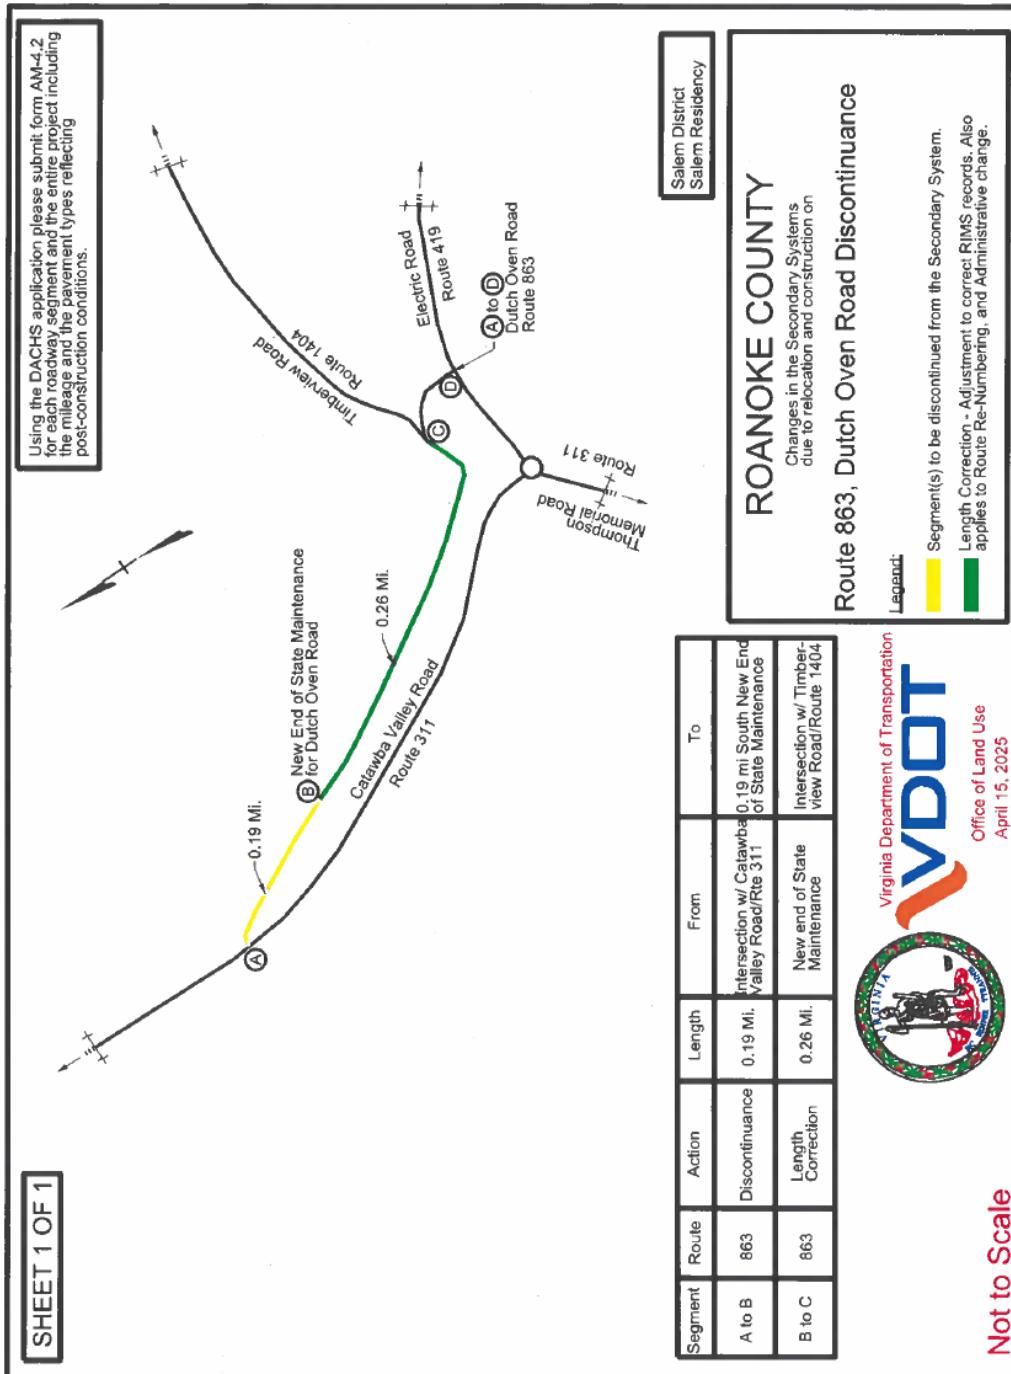 SHEET 1 OF 1
Using the DACHS application please submit form AM-4.2
for each roadway segment and the entire project including
the mileage and the pavement types reflecting
post-construction conditions.
Timberview Road
Route 1404
Electric Road
Route 419
A to D
Dutch Oven Road
Route 863
C
D
Route 311
Thompson
Memorial Road
B
New End of State Maintenance
for Dutch Oven Road
0.26 Mi.
0.19 Mi.
Catawba Valley Road
Route 311
A
Salem District
Salem Residency
ROANOKE COUNTY
Changes in the Secondary Systems
due to relocation and construction on
Route 863, Dutch Oven Road Discontinuance
Legend:
Segment(s) to be discontinued from the Secondary System.
Length Correction - Adjustment to correct RIMS records. Also
applies to Route Re-Numbering, and Administrative change.
Segment Route Action Length From To
A to B 863 Discontinuance 0.19 Mi. Intersection w/ Catawba 0.19 mi South New End
Valley Road/Rte 311 of State Maintenance
B to C 863 Length 0.26 Mi. New end of State Intersection w/ Timber-
Correction Maintenance view Road/Route 1404
Virginia Department of Transportation
VDOT
Office of Land Use
April 15, 2025
VIRGINIA
Not to Scale